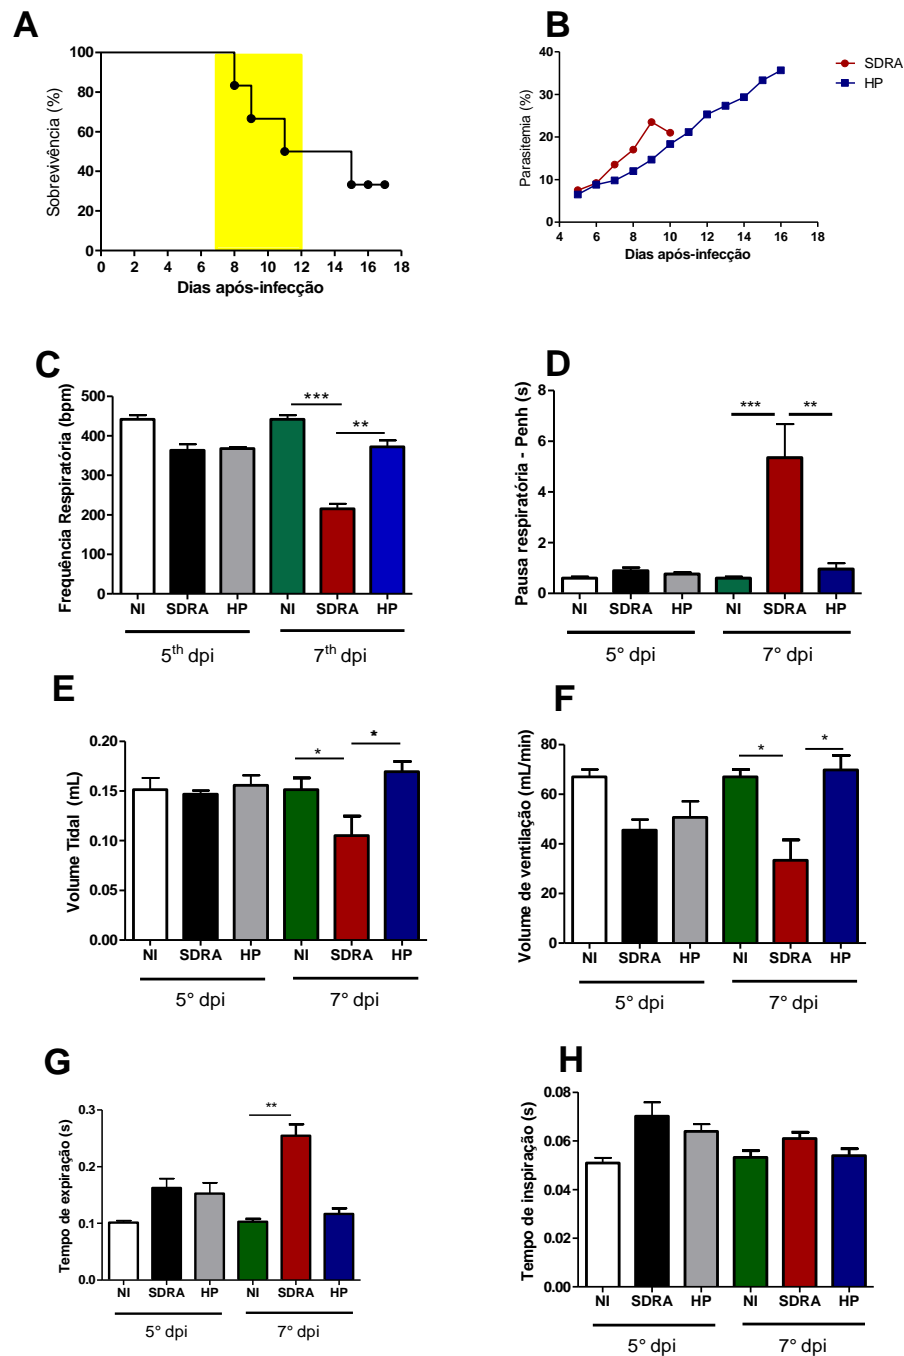 A
B
Sobrevivência (%)
100
80
60
40
20
0
0 2 4 6 8 10 12 14 16 18
Dias após-infecção
Parasitemia (%)
40
30
20
10
0
4 6 8 10 12 14 16 18
Dias após-infecção
SDRA
HP
C
D
Frequência Respiratória (bpm)
500
400
300
200
100
0
*** **
NI SDRA HP NI SDRA HP
5th dpi 7th dpi
Pausa respiratória - Penh (s)
8
6
4
2
0
*** **
NI SDRA HP NI SDRA HP
5° dpi 7° dpi
E
F
Volume Tidal (mL)
0.20
0.15
0.10
0.05
0.00
* *
NI SDRA HP NI SDRA HP
5° dpi 7° dpi
Volume de ventilação (mL/min)
80
60
40
20
0
* *
NI SDRA HP NI SDRA HP
5° dpi 7° dpi
G
H
Tempo de expiração (s)
0.3
0.2
0.1
0.0
**
NI SDRA HP NI SDRA HP
5° dpi 7° dpi
Tempo de inspiração (s)
0.08
0.06
0.04
0.02
0.00
NI SDRA HP NI SDRA HP
5° dpi 7° dpi